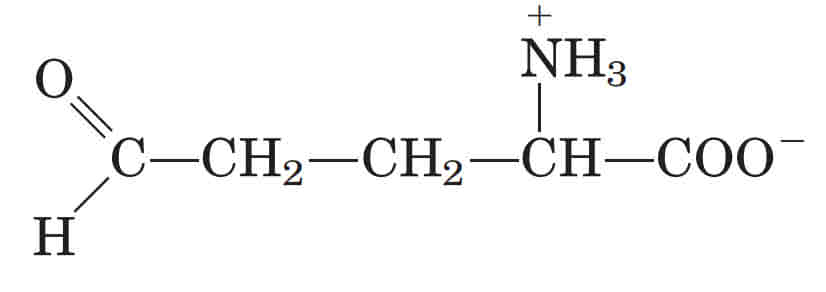 +
NH₃
O
C—CH₂—CH₂—CH—COO⁻
H